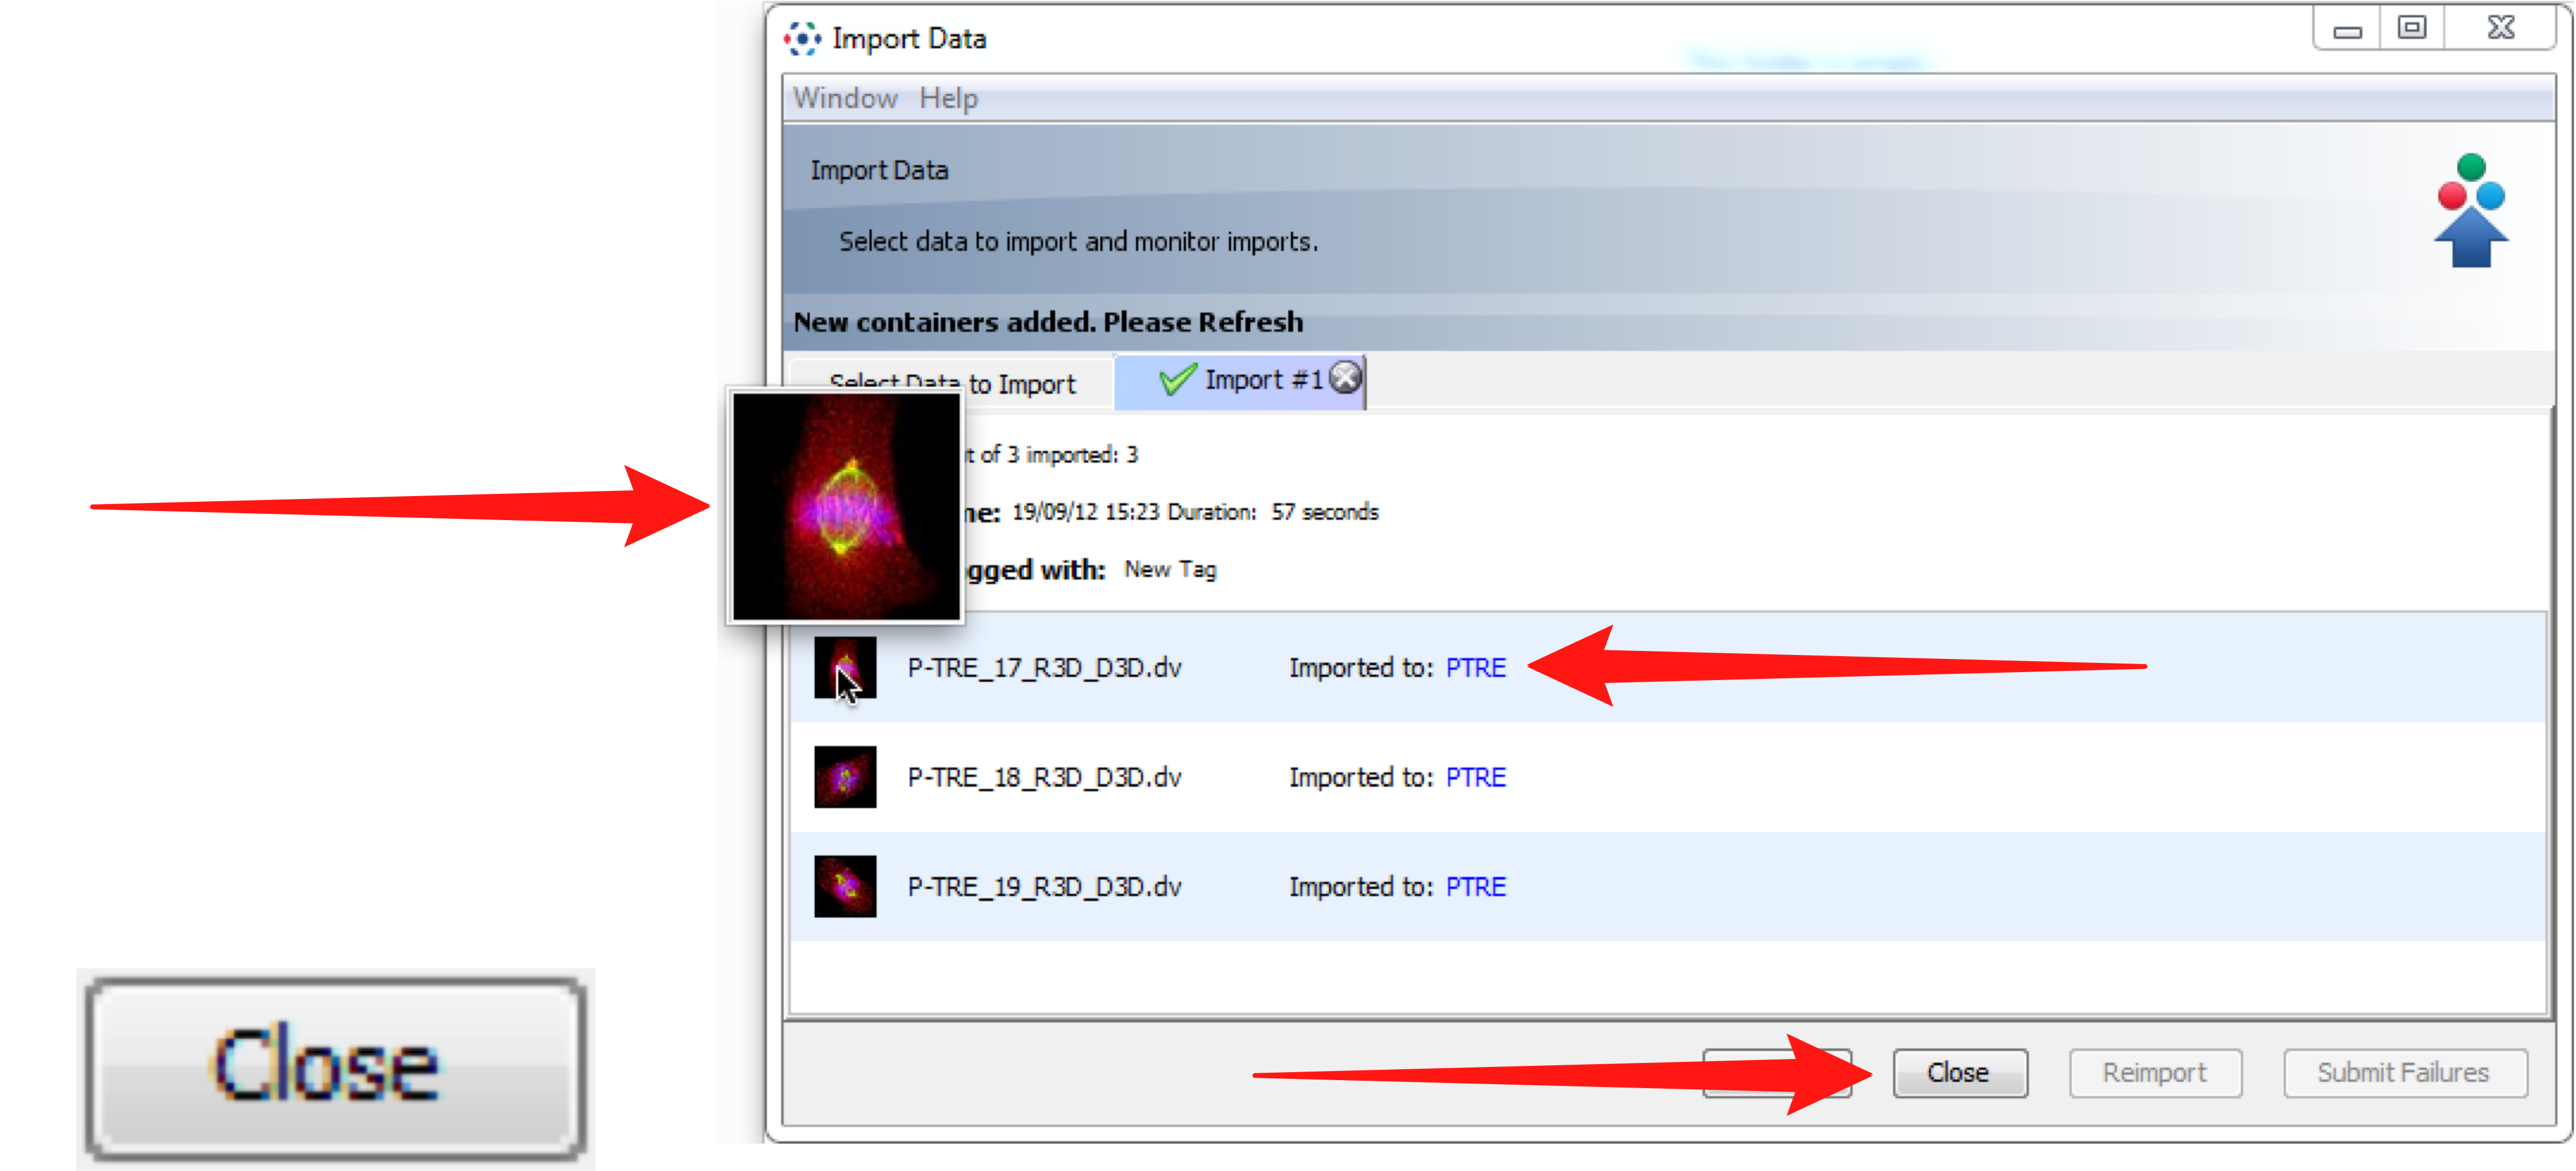 Import Data
Window Help
Import Data
Select data to import and monitor imports.
New containers added. Please Refresh
Select Data to Import
Import #1
of 3 imported: 3
19/09/12 15:23 Duration: 57 seconds
with: New Tag
P-TRE_17_R3D_D3D.dv Imported to: PTRE
P-TRE_18_R3D_D3D.dv Imported to: PTRE
P-TRE_19_R3D_D3D.dv Imported to: PTRE
Close Reimport Submit Failures
Close